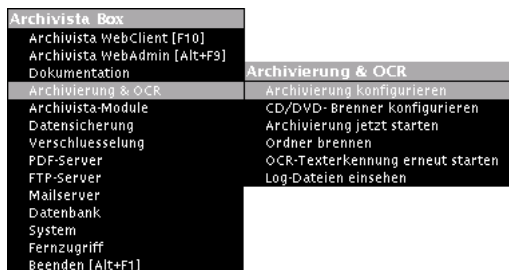 Archivista Box
Archivista WebClient [F10]
Archivista WebAdmin [Alt+F9]
Dokumentation
Archivierung & OCR
Archivista-Module
Datensicherung
Verschluesselung
PDF-Server
FTP-Server
Mailserver
Datenbank
System
Fernzugriff
Beenden [Alt+F1]
Archivierung & OCR
Archivierung konfigurieren
CD/DVD- Brenner konfigurieren
Archivierung jetzt starten
Ordner brennen
OCR-Texterkennung erneut starten
Log-Dateien einsehen